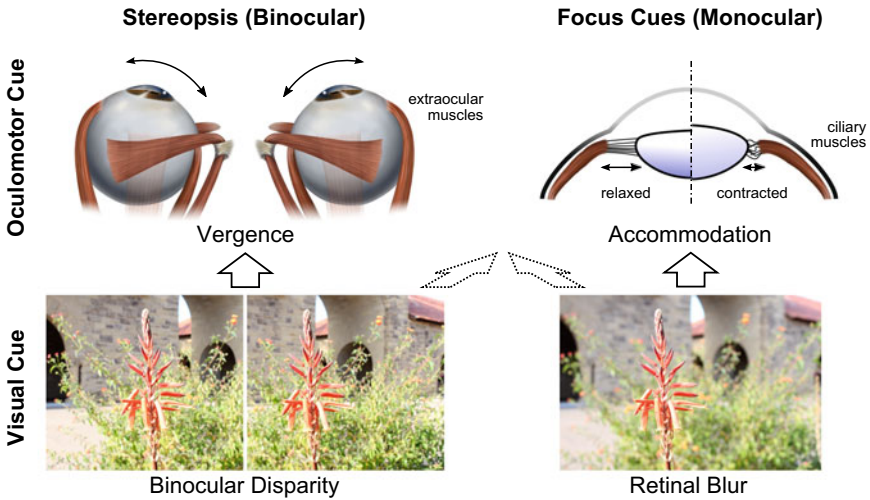 Stereopsis (Binocular)
Focus Cues (Monocular)
Oculomotor Cue
extraocular
muscles
ciliary
muscles
relaxed
contracted
Vergence
Accommodation
Visual Cue
Binocular Disparity
Retinal Blur